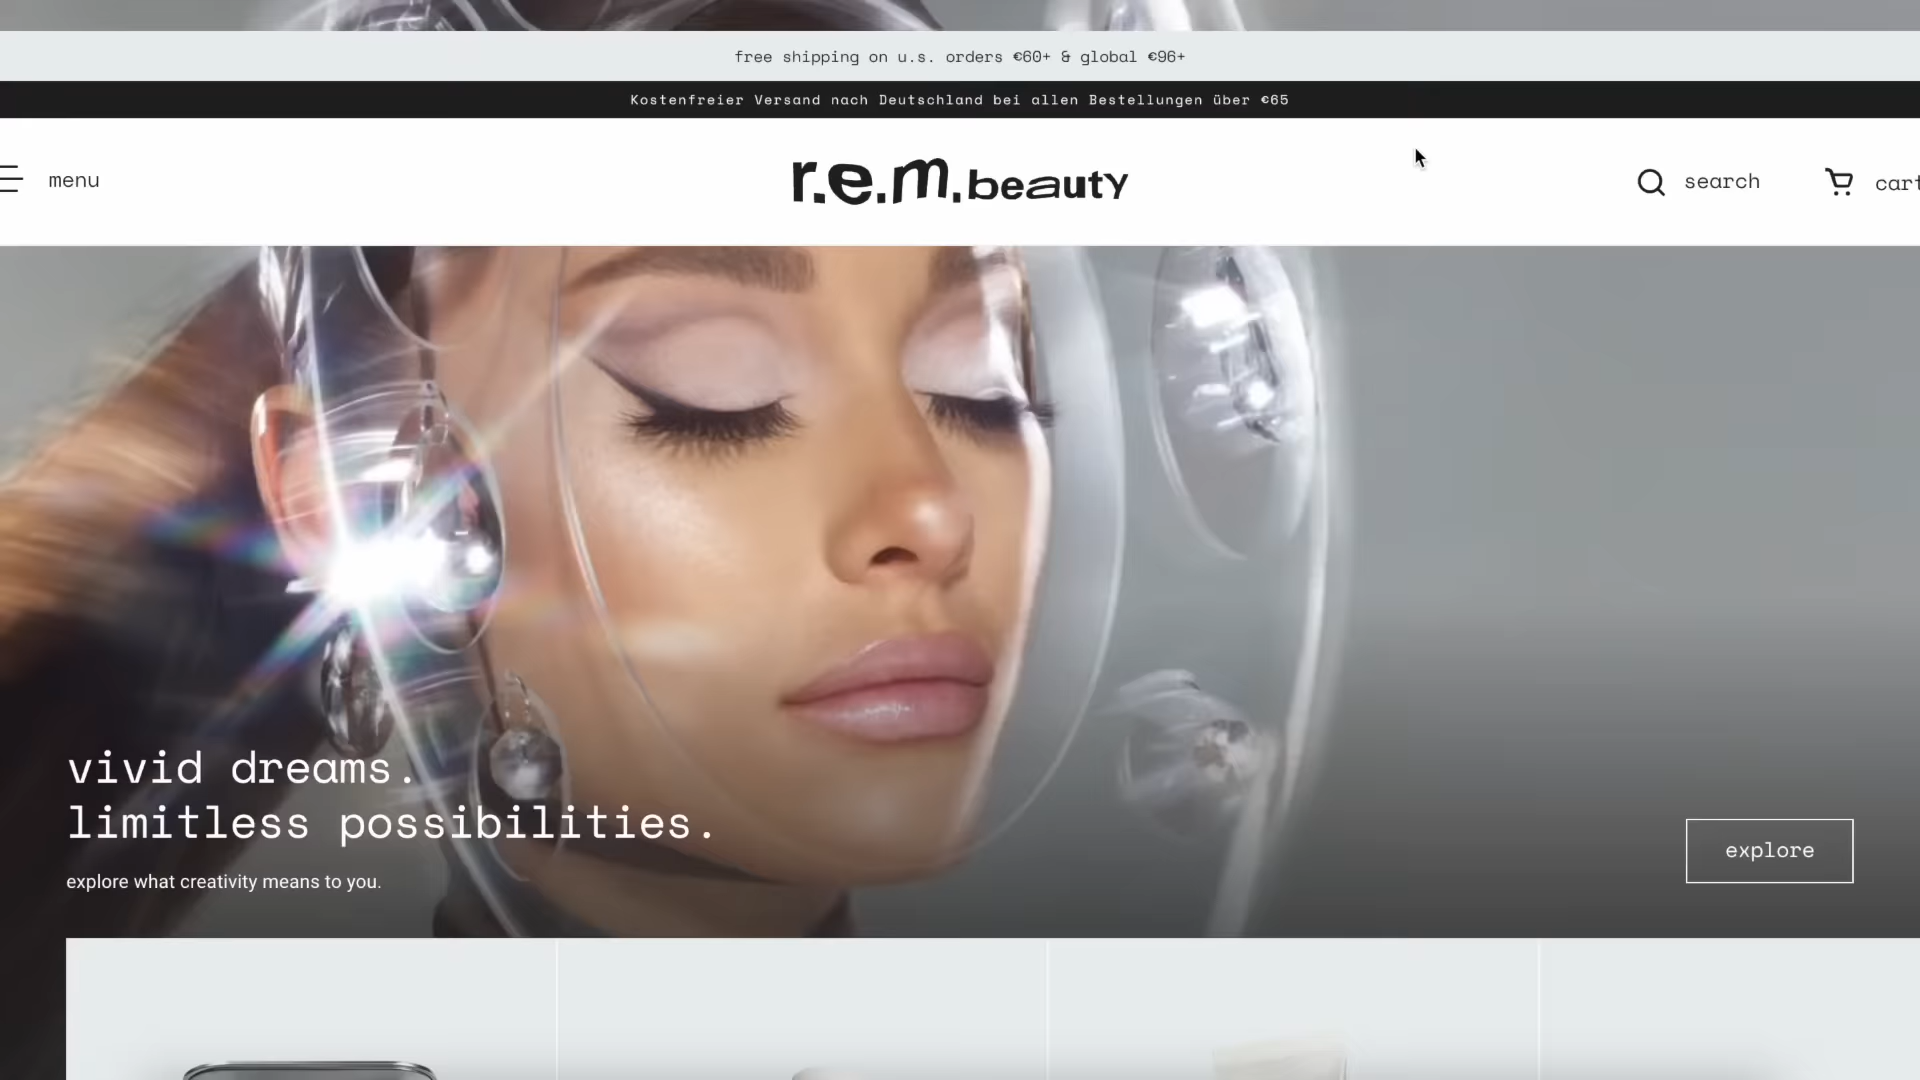 free shipping on u.s. orders €60+ & global €96+
Kostenfreier Versand nach Deutschland bei allen Bestellungen über €65
menu
r.e.m.beauty
search
cart
vivid dreams.
limitless possibilities.
explore what creativity means to you.
explore